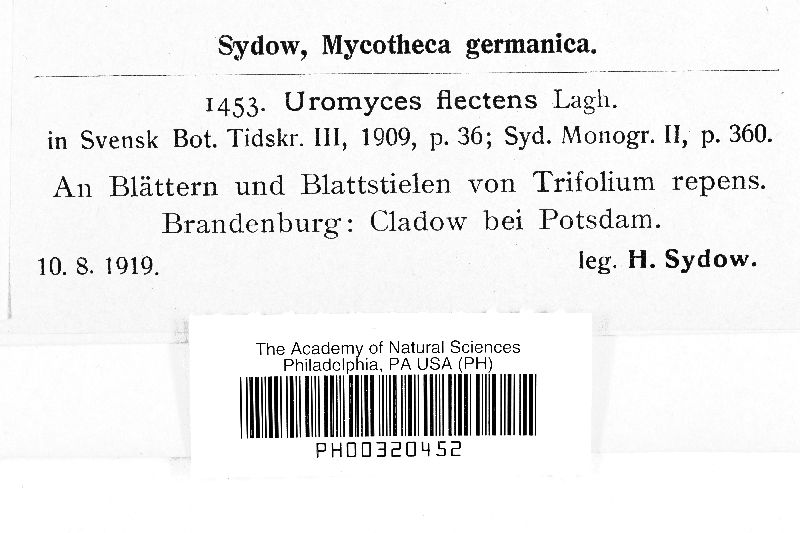 Sydow, Mycotheca germanica.
1453. Uromyces flectens Lagh.
in Svensk Bot. Tidskr. III, 1909, p. 36; Syd. Monogr. II, p. 360.
An Blättern und Blattstielen von Trifolium repens.
Brandenburg: Cladow bei Potsdam.
10. 8. 1919. leg. H. Sydow.
The Academy of Natural Sciences
Philadelphia, PA USA (PH)
PH00320452